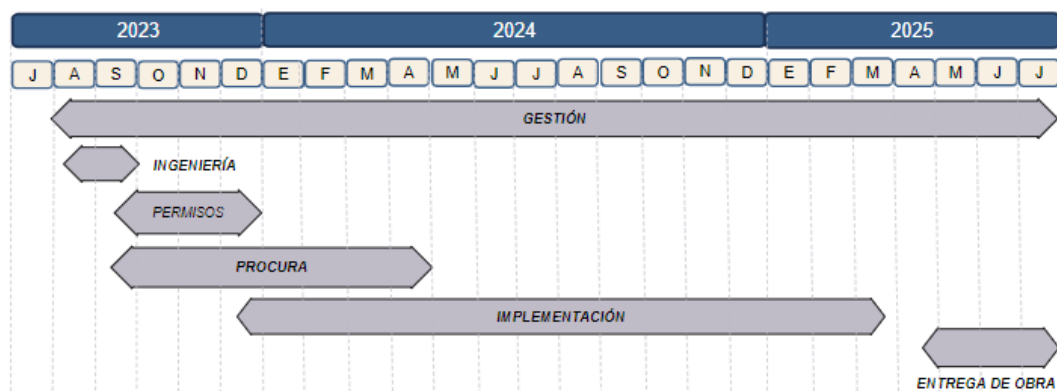 2023 2024 2025
J A S O N D E F M A M J J A S O N D E F M A M J J
GESTIÓN
INGENIERÍA
PERMISOS
PROCURA
IMPLEMENTACIÓN
ENTREGA DE OBRA